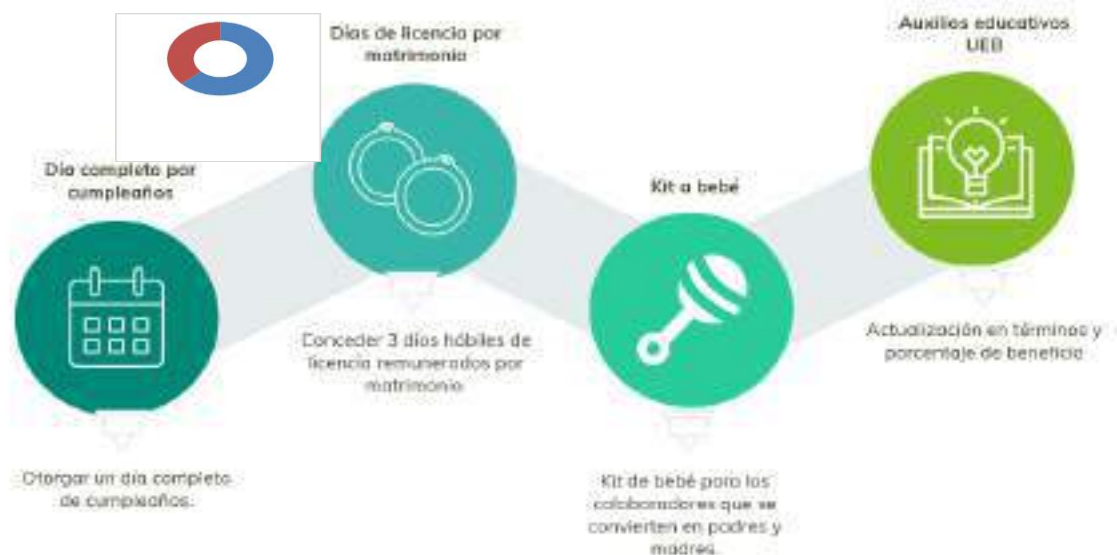 Día completo por
cumpleaños
Otorgar un día completo
de cumpleaños.
Días de licencia por
matrimonio
Conceder 3 días hábiles de
licencia remunerados por
matrimonio
Kit a bebé
Kit de bebé para los
colaboradores que se
convierten en padres y
madres.
Auxilios educativos
UEB
Actualización en términos y
porcentaje de beneficio